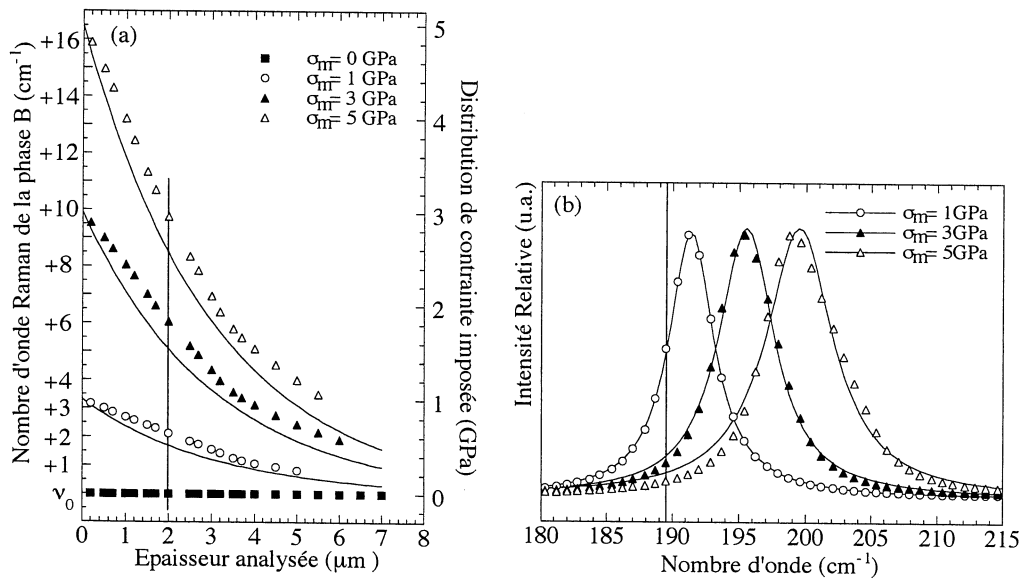 (a)
σm= 0 GPa
σm= 1 GPa
σm= 3 GPa
σm= 5 GPa
Nombre d'onde Raman de la phase B (cm-1)
+16
+14
+12
+10
+8
+6
+4
+3
+2
+1
ν0
5
4
3
2
1
0
Distribution de contrainte imposée (GPa)
0 1 2 3 4 5 6 7 8
Epaisseur analysée (μm)
(b)
σm= 1GPa
σm= 3GPa
σm= 5GPa
Intensité Relative (u.a.)
180 185 190 195 200 205 210 215
Nombre d'onde (cm-1)